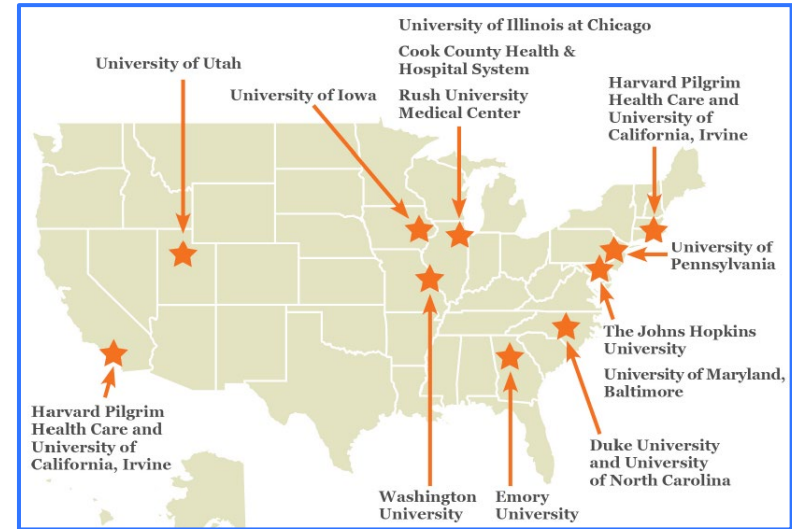 University of Illinois at Chicago
Cook County Health &
Hospital System
Rush University
Medical Center
University of Utah
University of Iowa
Harvard Pilgrim
Health Care and
University of
California, Irvine
University of
Pennsylvania
The Johns Hopkins
University
University of Maryland,
Baltimore
Duke University
and University
of North Carolina
Emory
University
Washington
University
Harvard Pilgrim
Health Care and
University of
California, Irvine